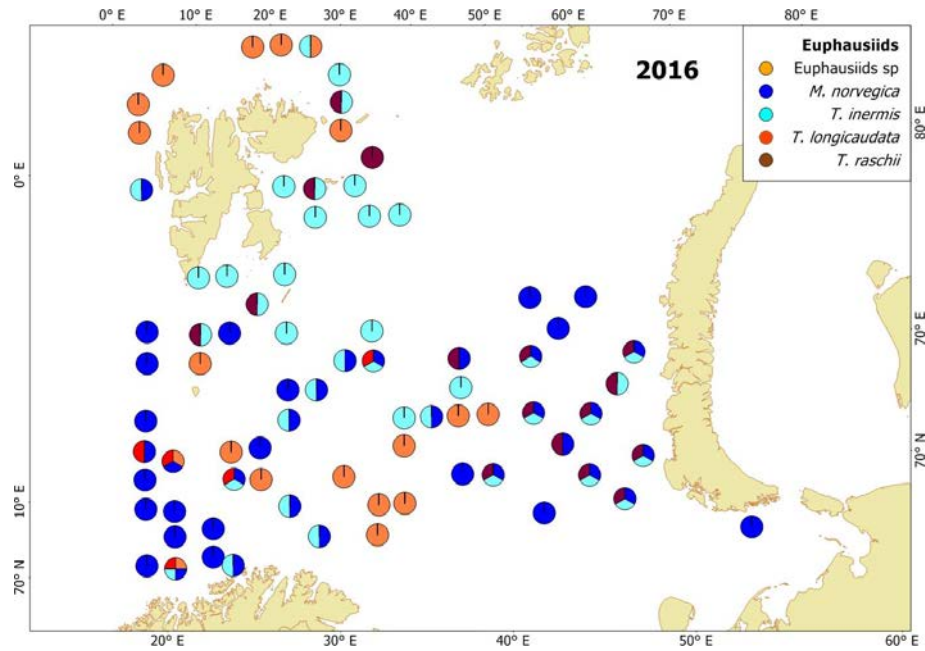 0° E 10° E 20° E 30° E 40° E 50° E 60° E 70° E 80° E
2016
Euphausiids
Euphausiids sp
M. norvegica
T. inermis
T. longicaudata
T. raschii
80° E
0° E
70° E
70° N
10° E
70° N
20° E 30° E 40° E 50° E 60° E